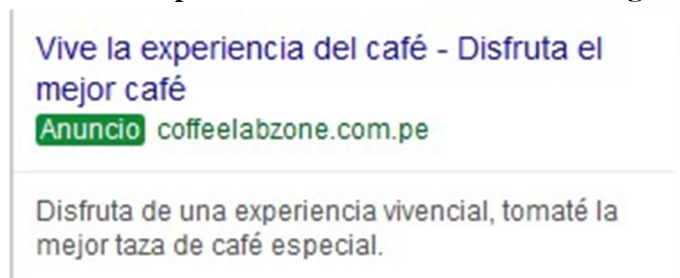 Vive la experiencia del café - Disfruta el
mejor café
Anuncio coffeelabzone.com.pe
Disfruta de una experiencia vivencial, tomaté la
mejor taza de café especial.